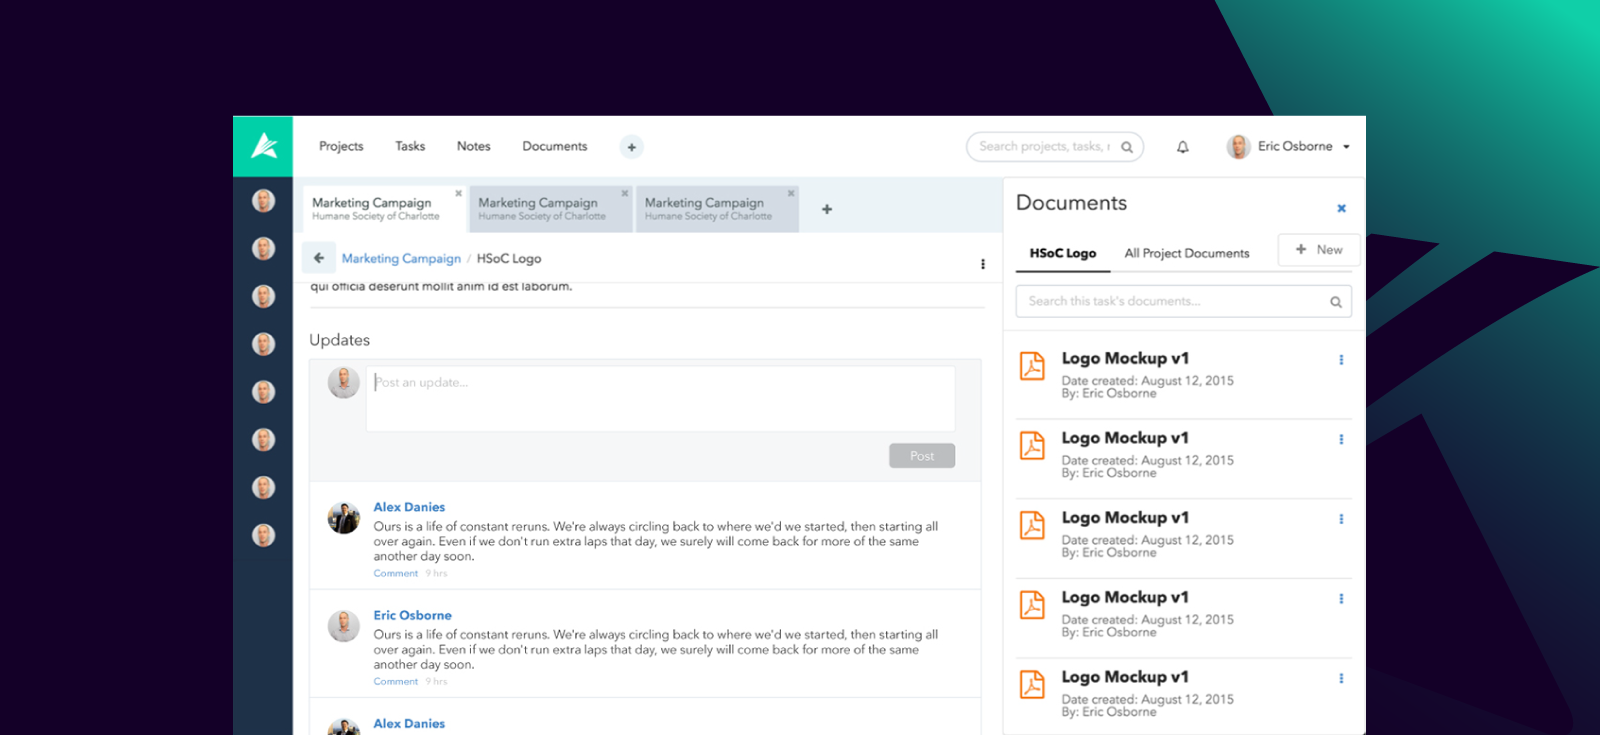 Projects Tasks Notes Documents +
Search projects, tasks, r
Eric Osborne
Marketing Campaign
Humane Society of Charlotte
Marketing Campaign
Humane Society of Charlotte
Marketing Campaign
Humane Society of Charlotte
+
Marketing Campaign / HSoC Logo
qui officia deserunt mollit anim id est laborum.
Updates
Post an update...
Post
Alex Danies
Ours is a life of constant reruns. We're always circling back to where we'd we started, then starting all
over again. Even if we don't run extra laps that day, we surely will come back for more of the same
another day soon.
Comment 9 hrs
Eric Osborne
Ours is a life of constant reruns. We're always circling back to where we'd we started, then starting all
over again. Even if we don't run extra laps that day, we surely will come back for more of the same
another day soon.
Comment 9 hrs
Alex Danies
Documents
HSoC Logo All Project Documents + New
Search this task's documents...
Logo Mockup v1
Date created: August 12, 2015
By: Eric Osborne
Logo Mockup v1
Date created: August 12, 2015
By: Eric Osborne
Logo Mockup v1
Date created: August 12, 2015
By: Eric Osborne
Logo Mockup v1
Date created: August 12, 2015
By: Eric Osborne
Logo Mockup v1
Date created: August 12, 2015
By: Eric Osborne